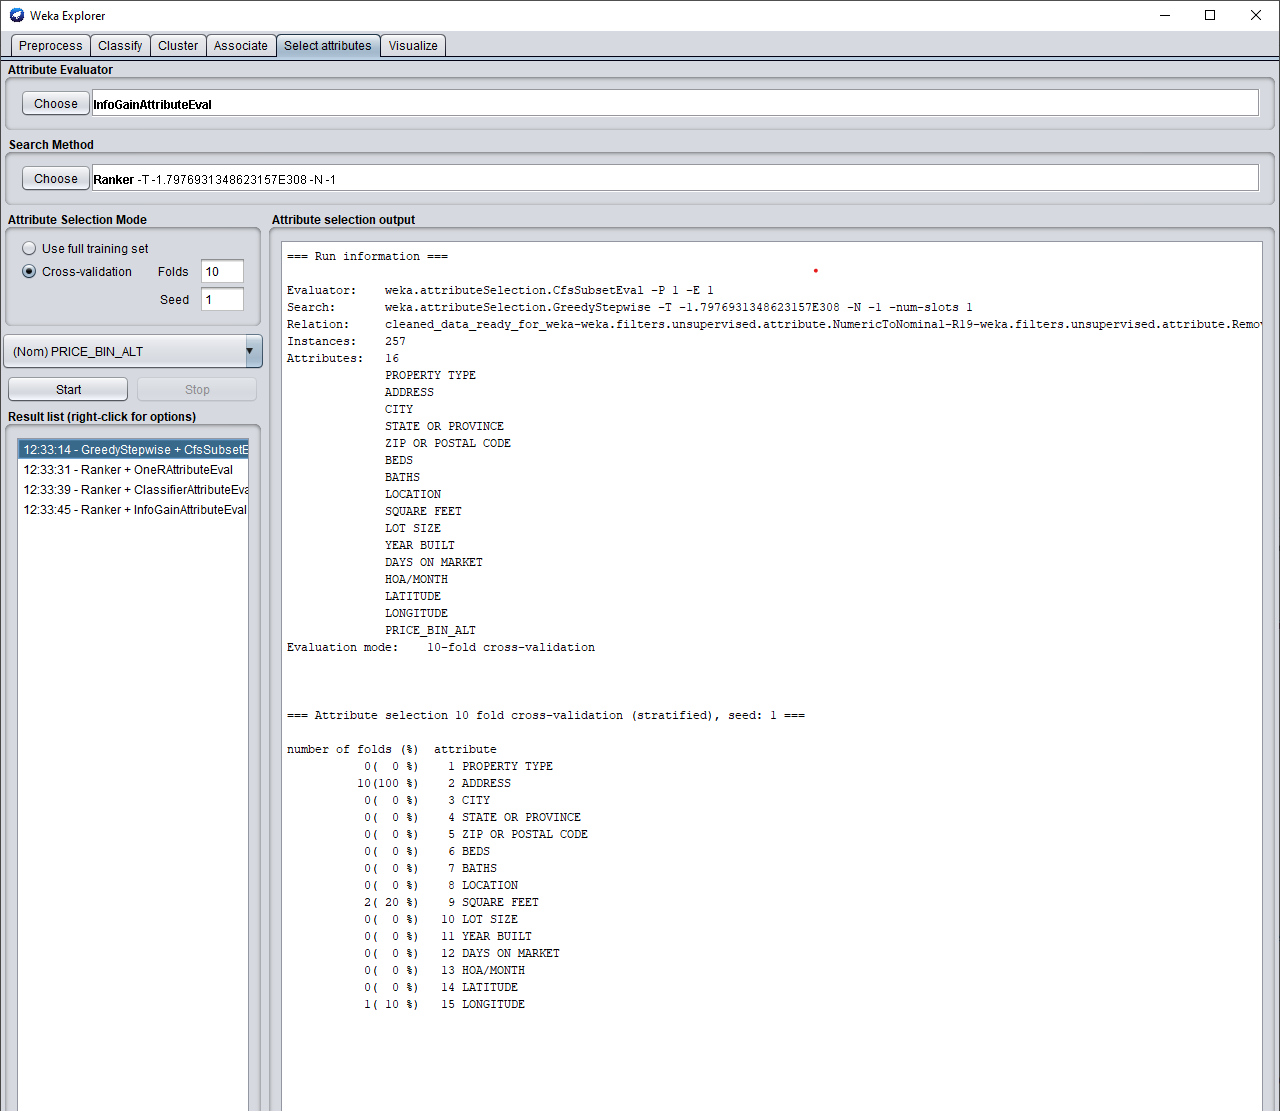 Weka Explorer
Preprocess Classify Cluster Associate Select attributes Visualize
Attribute Evaluator
Choose InfoGainAttributeEval
Search Method
Choose Ranker -T -1.7976931348623157E308 -N -1
Attribute Selection Mode
Use full training set
Cross-validation Folds 10
Seed 1
(Nom) PRICE_BIN_ALT
Start Stop
Result list (right-click for options)
12:33:14 - GreedyStepwise + CfsSubsetE
12:33:31 - Ranker + OneRAttributeEval
12:33:39 - Ranker + ClassifierAttributeEva
12:33:45 - Ranker + InfoGainAttributeEval
Attribute selection output
=== Run information ===
Evaluator: weka.attributeSelection.CfsSubsetEval -P 1 -E 1
Search: weka.attributeSelection.GreedyStepwise -T -1.7976931348623157E308 -N -1 -num-slots 1
Relation: cleaned_data_ready_for_weka-weka.filters.unsupervised.attribute.NumericToNominal-R19-weka.filters.unsupervised.attribute.Remov
Instances: 257
Attributes: 16
PROPERTY TYPE
ADDRESS
CITY
STATE OR PROVINCE
ZIP OR POSTAL CODE
BEDS
BATHS
LOCATION
SQUARE FEET
LOT SIZE
YEAR BUILT
DAYS ON MARKET
HOA/MONTH
LATITUDE
LONGITUDE
PRICE_BIN_ALT
Evaluation mode: 10-fold cross-validation
=== Attribute selection 10 fold cross-validation (stratified), seed: 1 ===
number of folds (%) attribute
0( 0 %) 1 PROPERTY TYPE
10(100 %) 2 ADDRESS
0( 0 %) 3 CITY
0( 0 %) 4 STATE OR PROVINCE
0( 0 %) 5 ZIP OR POSTAL CODE
0( 0 %) 6 BEDS
0( 0 %) 7 BATHS
0( 0 %) 8 LOCATION
2( 20 %) 9 SQUARE FEET
0( 0 %) 10 LOT SIZE
0( 0 %) 11 YEAR BUILT
0( 0 %) 12 DAYS ON MARKET
0( 0 %) 13 HOA/MONTH
0( 0 %) 14 LATITUDE
1( 10 %) 15 LONGITUDE